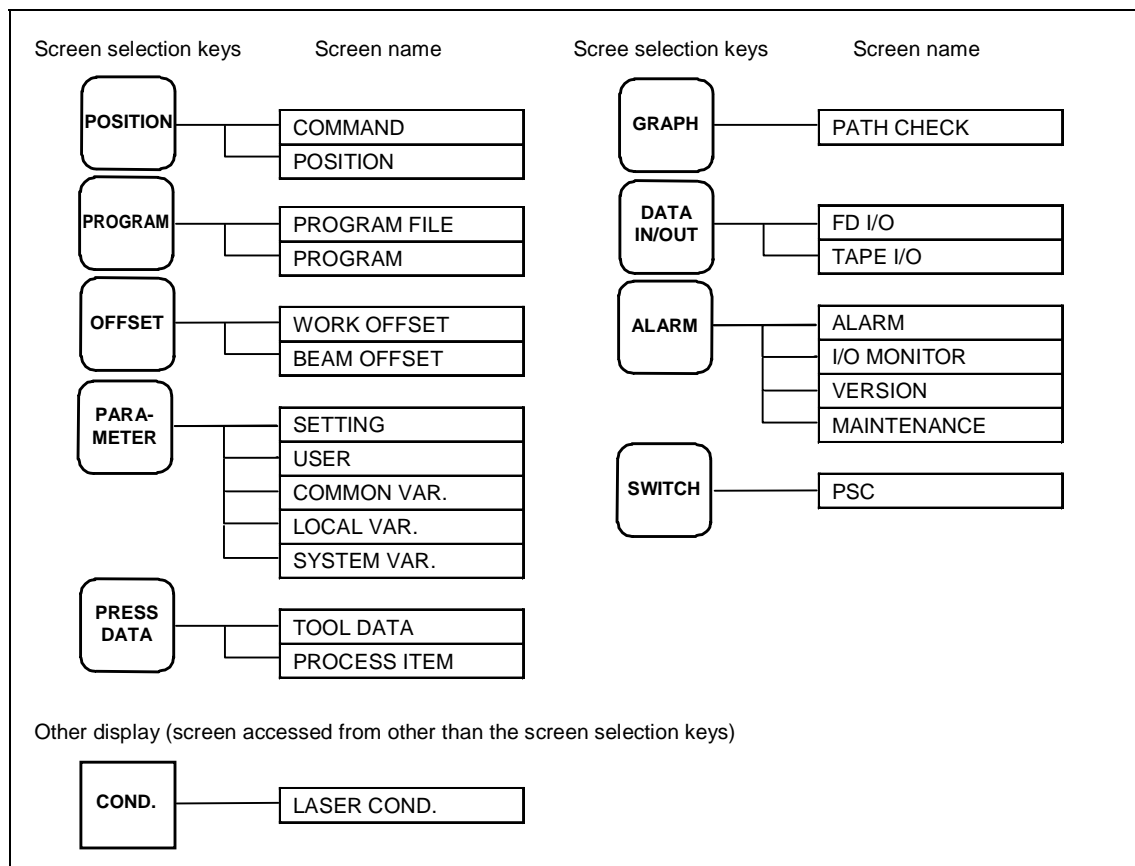 Screen selection keys
Screen name
POSITION
COMMAND
POSITION
PROGRAM
PROGRAM FILE
PROGRAM
OFFSET
WORK OFFSET
BEAM OFFSET
PARA-
METER
SETTING
USER
COMMON VAR.
LOCAL VAR.
SYSTEM VAR.
PRESS
DATA
TOOL DATA
PROCESS ITEM
Scree selection keys
Screen name
GRAPH
PATH CHECK
DATA
IN/OUT
FD I/O
TAPE I/O
ALARM
ALARM
I/O MONITOR
VERSION
MAINTENANCE
SWITCH
PSC
Other display (screen accessed from other than the screen selection keys)
COND.
LASER COND.